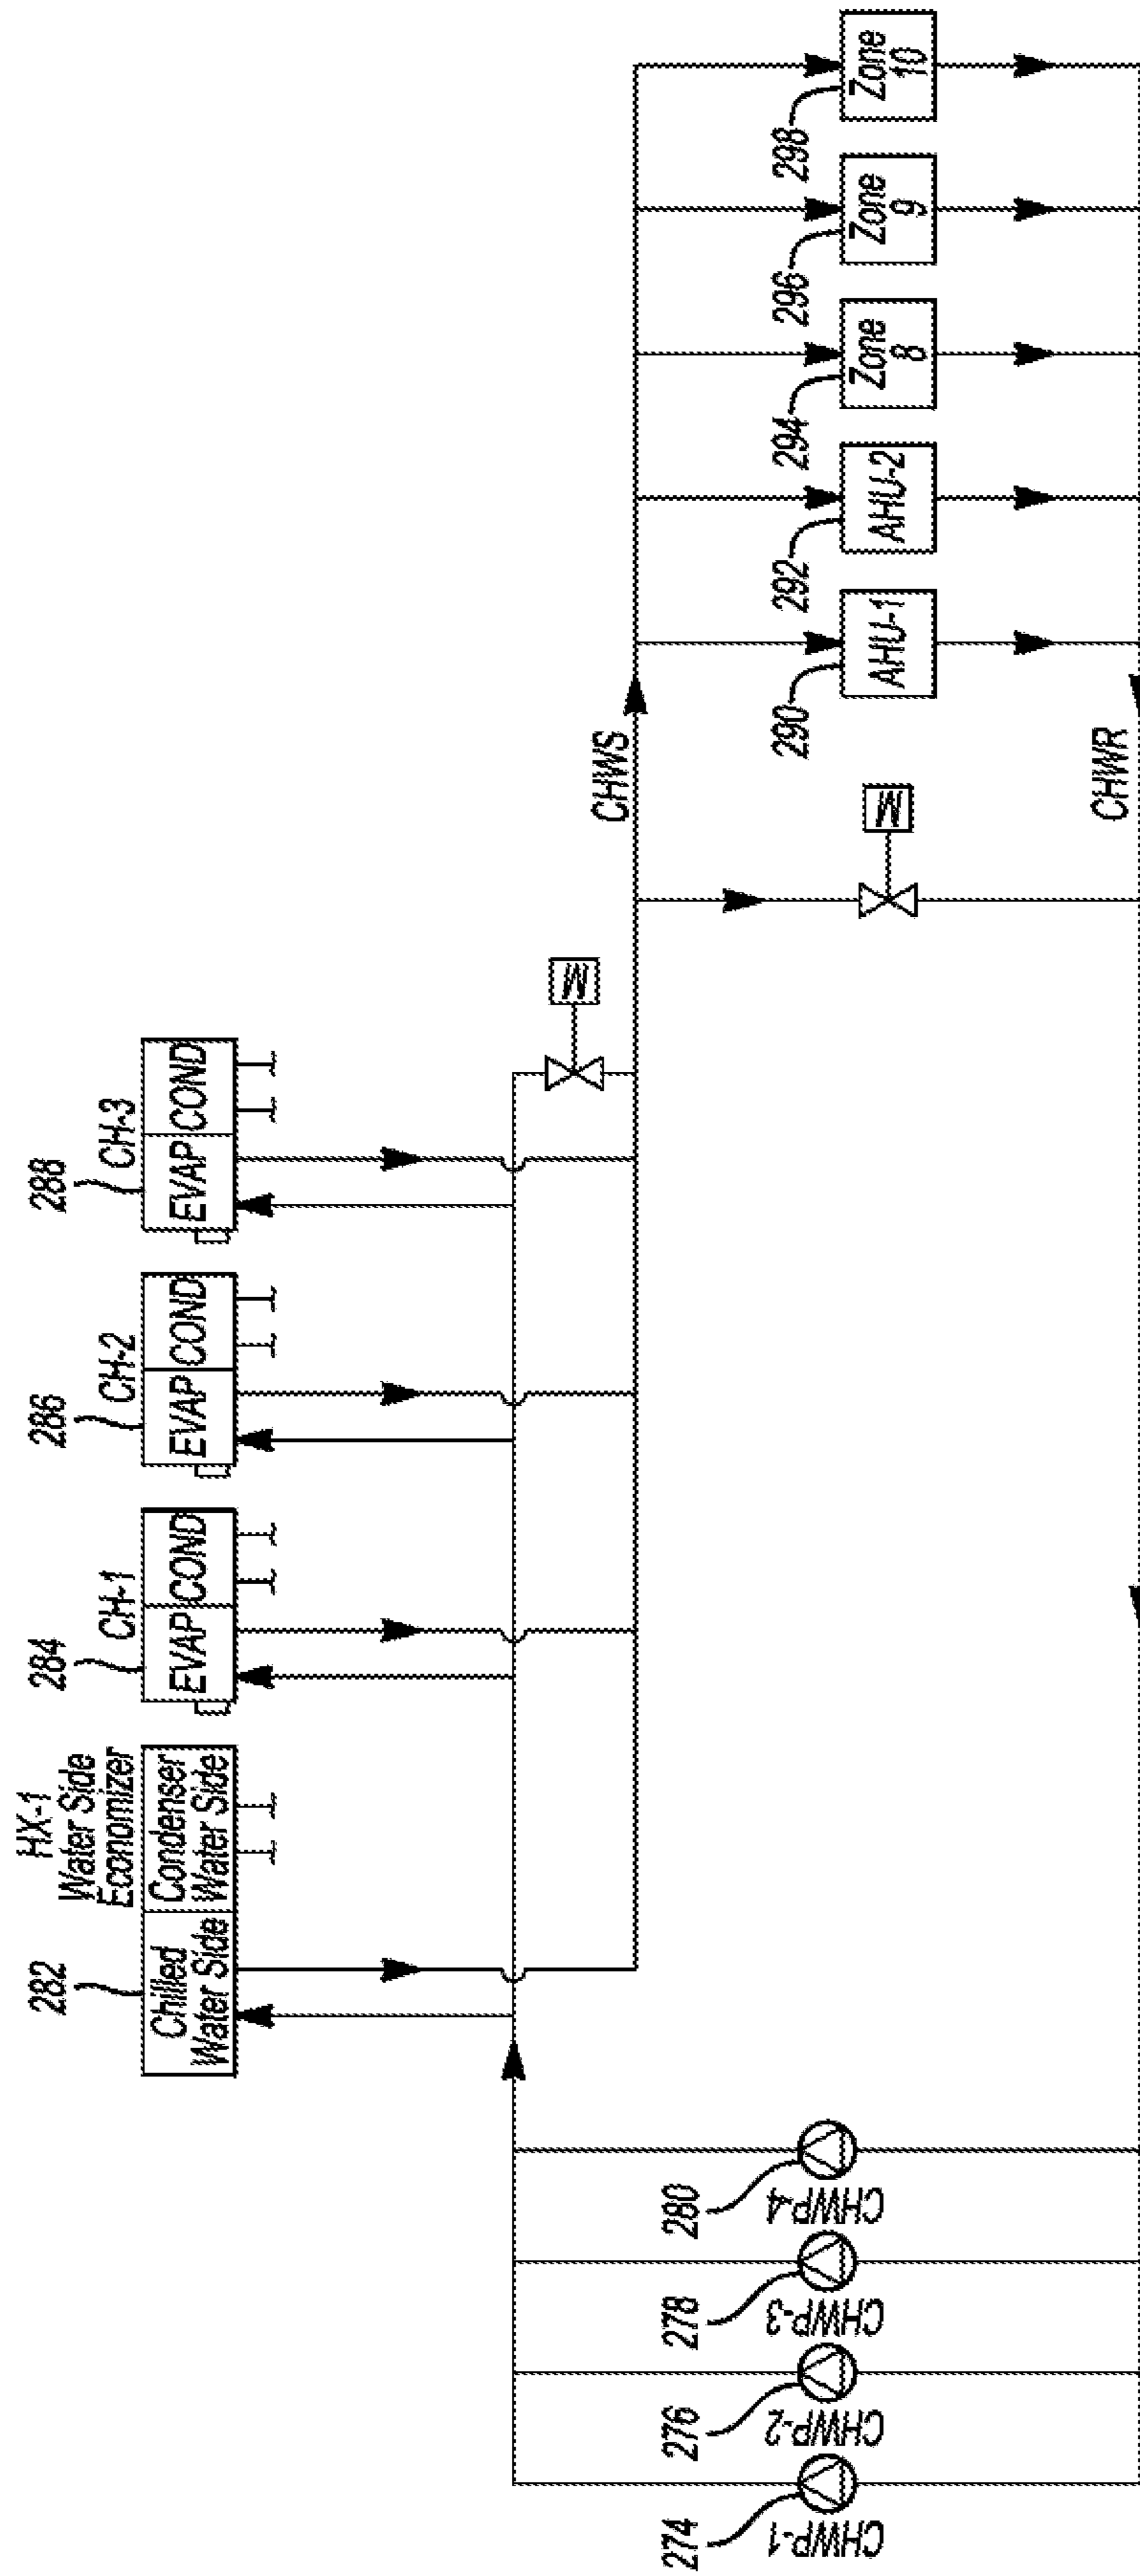 HX-1
Water Side
Economizer
282
Chilled
Water Side
Condenser
Water Side
284
CH-1
EVAP
COND
286
CH-2
EVAP
COND
288
CH-3
EVAP
COND
M
CHWS
M
CHWR
274
CHWP-1
276
CHWP-2
278
CHWP-3
280
CHWP-4
290
AHU-1
292
AHU-2
294
Zone
8
296
Zone
9
298
Zone
10